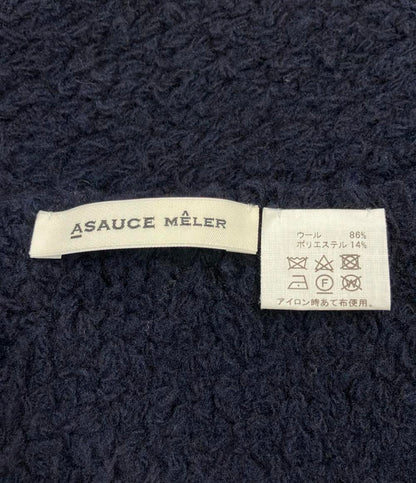 ASAUCE MÊLER
ウール 86%
ポリエステル 14%
F W
アイロン時あて布使用。